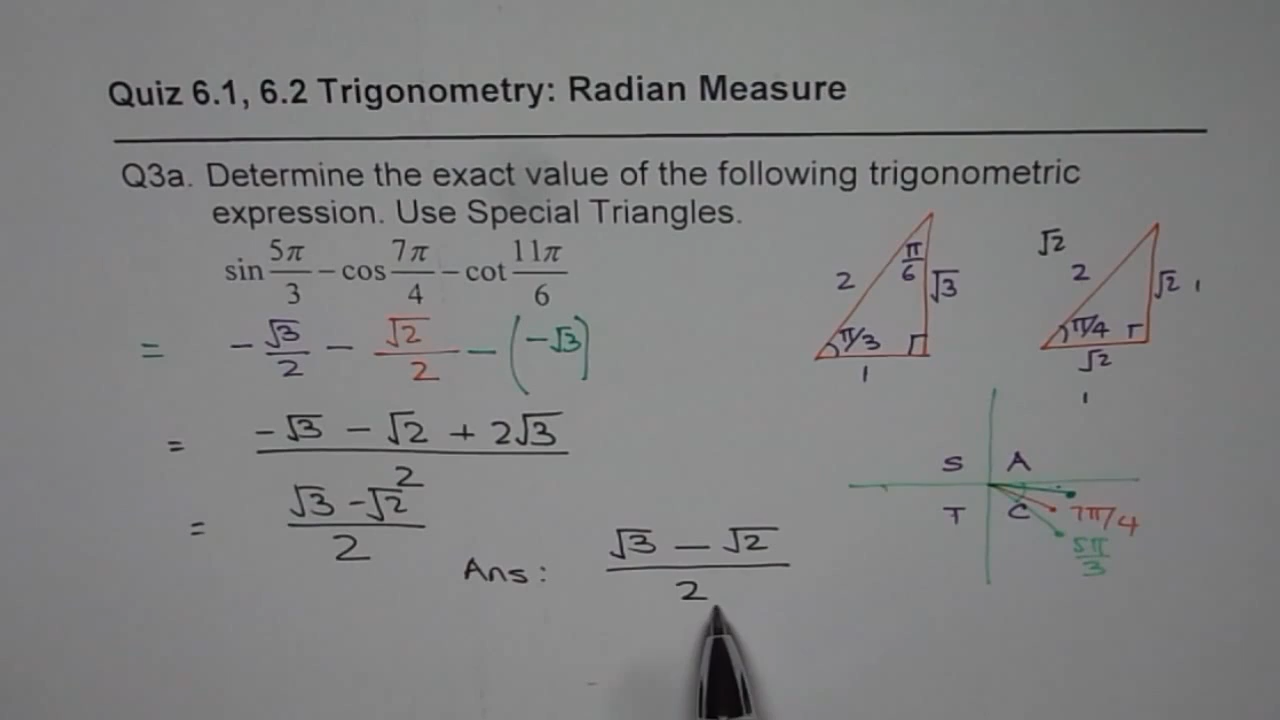 Quiz 6.1, 6.2 Trigonometry: Radian Measure
Q3a. Determine the exact value of the following trigonometric
expression. Use Special Triangles.
sin 5π/3 − cos 7π/4 − cot 11π/6
= − √3/2 − √2/2 − (−√3)
= (−√3 − √2 + 2√3)/2
= (√3 − √2)/2
Ans: (√3 − √2)/2
π/6
2
√3
π/3
1
√2
2
√2 1
π/4
√2
1
S A
T C
7π/4
5π/3